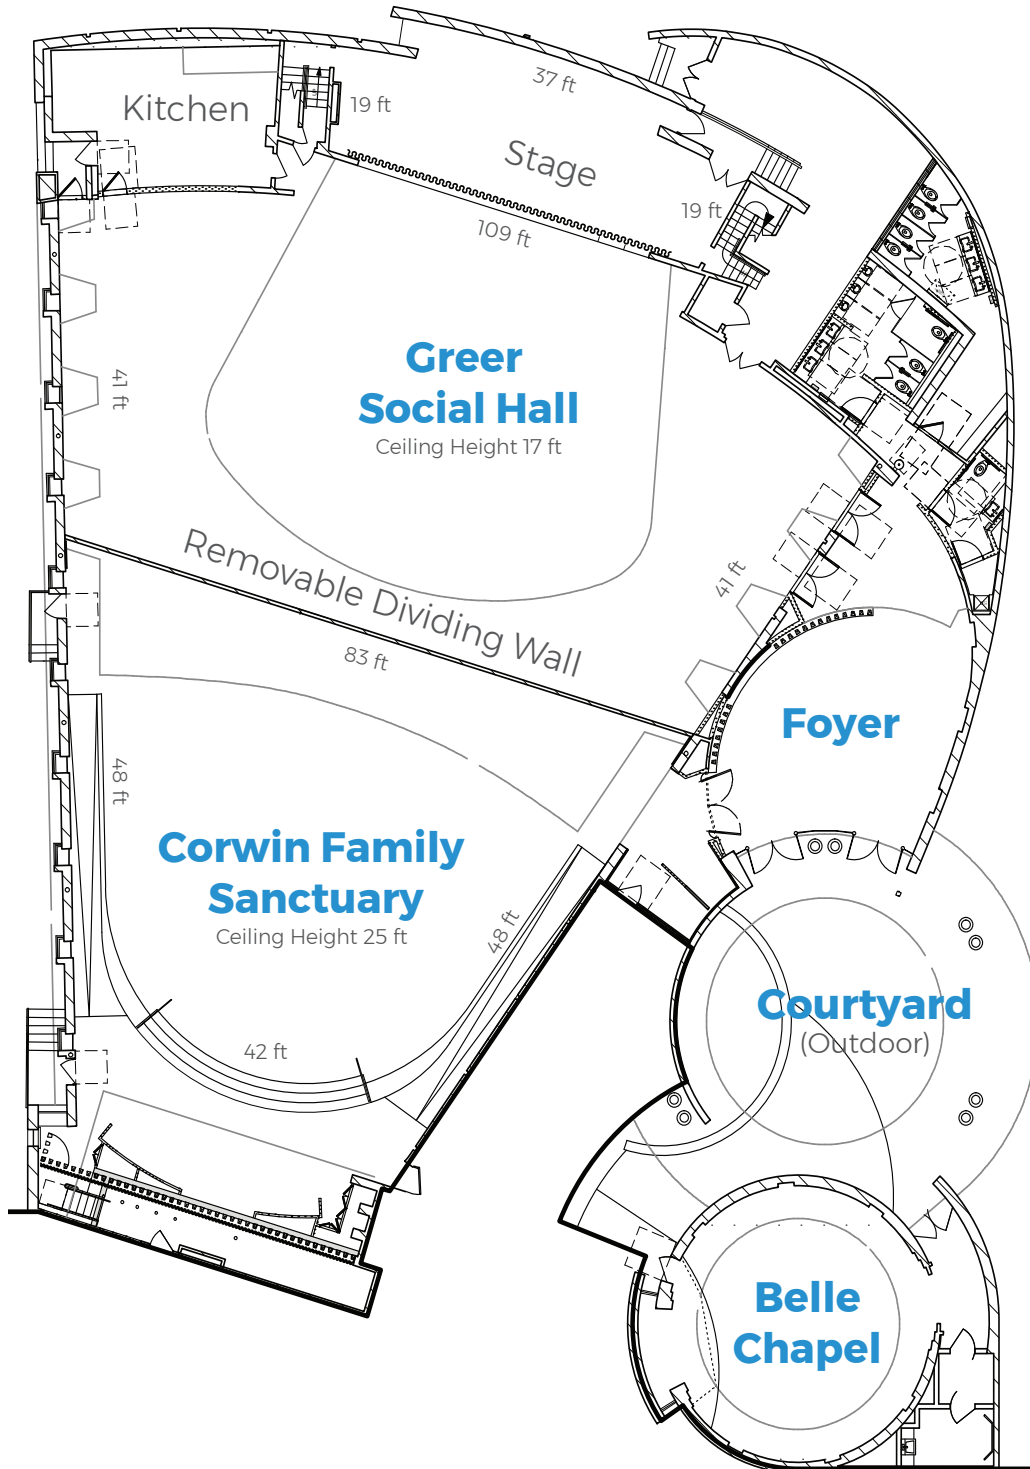 37 ft
Kitchen
19 ft
Stage
19 ft
109 ft
Greer
Social Hall
Ceiling Height 17 ft
41 ft
Removable Dividing Wall
41 ft
83 ft
Foyer
48 ft
Corwin Family
Sanctuary
Ceiling Height 25 ft
48 ft
Courtyard
(Outdoor)
42 ft
Belle
Chapel